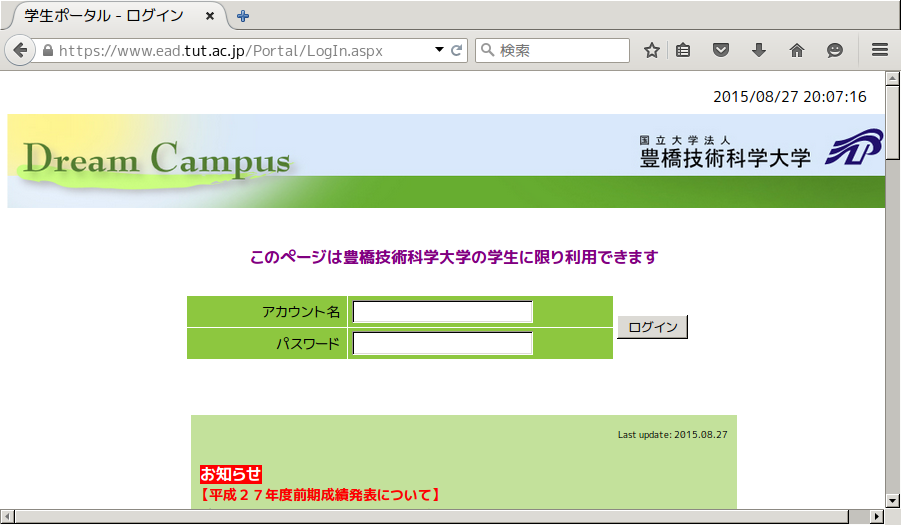 学生ポータル - ログイン
https://www.ead.tut.ac.jp/Portal/LogIn.aspx
検索
2015/08/27 20:07:16
Dream Campus
国立大学法人
豊橋技術科学大学
このページは豊橋技術科学大学の学生に限り利用できます
アカウント名
ログイン
パスワード
Last update: 2015.08.27
お知らせ
【平成２７年度前期成績発表について】